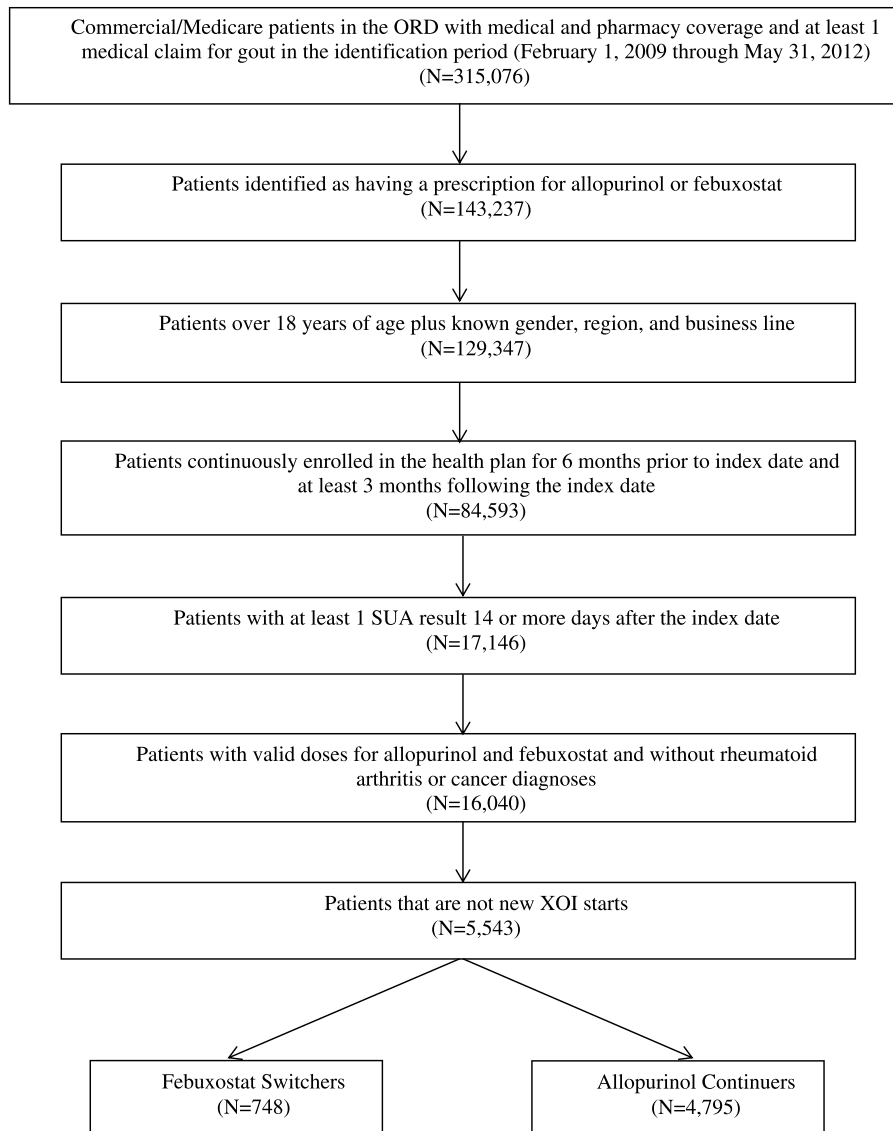 Commercial/Medicare patients in the ORD with medical and pharmacy coverage and at least 1
medical claim for gout in the identification period (February 1, 2009 through May 31, 2012)
(N=315,076)
Patients identified as having a prescription for allopurinol or febuxostat
(N=143,237)
Patients over 18 years of age plus known gender, region, and business line
(N=129,347)
Patients continuously enrolled in the health plan for 6 months prior to index date and
at least 3 months following the index date
(N=84,593)
Patients with at least 1 SUA result 14 or more days after the index date
(N=17,146)
Patients with valid doses for allopurinol and febuxostat and without rheumatoid
arthritis or cancer diagnoses
(N=16,040)
Patients that are not new XOI starts
(N=5,543)
Febuxostat Switchers
(N=748)
Allopurinol Continuers
(N=4,795)